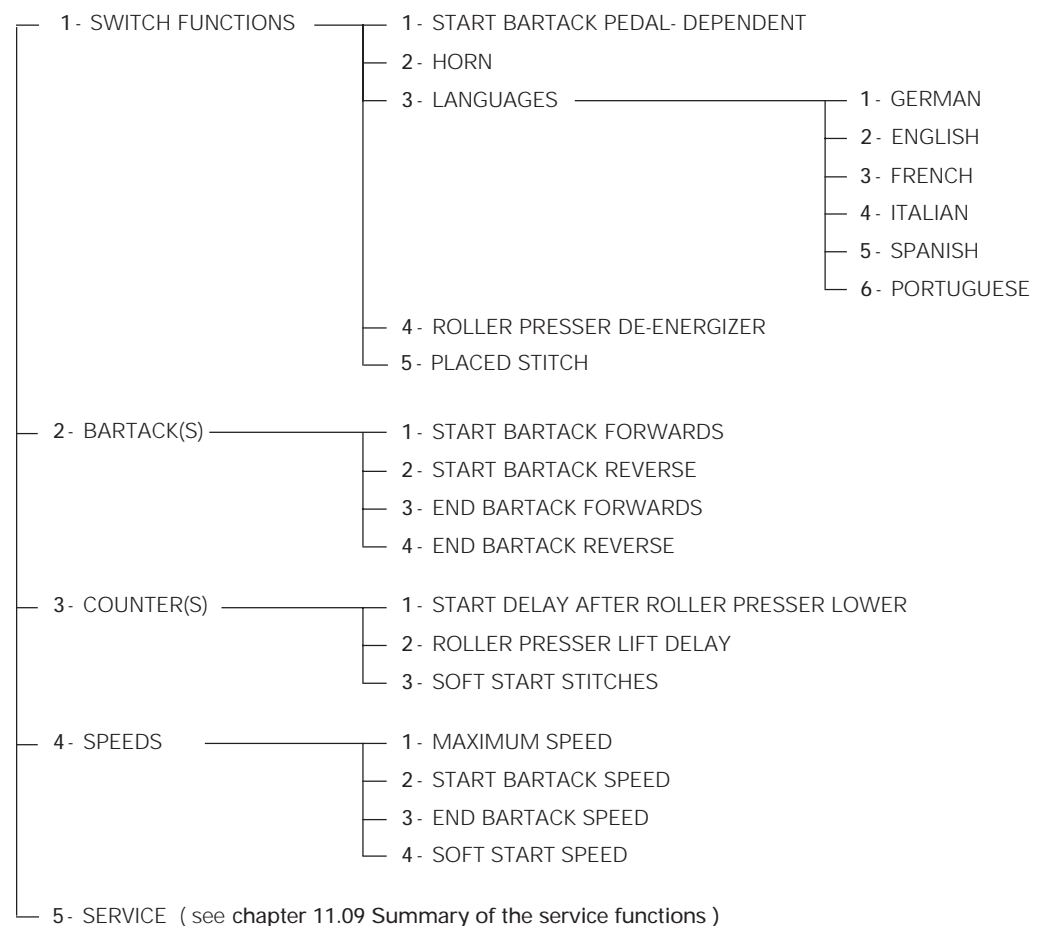 1- SWITCH FUNCTIONS
1- START BARTACK PEDAL- DEPENDENT
2- HORN
3- LANGUAGES
1- GERMAN
2- ENGLISH
3- FRENCH
4- ITALIAN
5- SPANISH
6- PORTUGUESE
4- ROLLER PRESSER DE-ENERGIZER
5- PLACED STITCH
2- BARTACK(S)
1- START BARTACK FORWARDS
2- START BARTACK REVERSE
3- END BARTACK FORWARDS
4- END BARTACK REVERSE
3- COUNTER(S)
1- START DELAY AFTER ROLLER PRESSER LOWER
2- ROLLER PRESSER LIFT DELAY
3- SOFT START STITCHES
4- SPEEDS
1- MAXIMUM SPEED
2- START BARTACK SPEED
3- END BARTACK SPEED
4- SOFT START SPEED
5- SERVICE ( see chapter 11.09 Summary of the service functions )